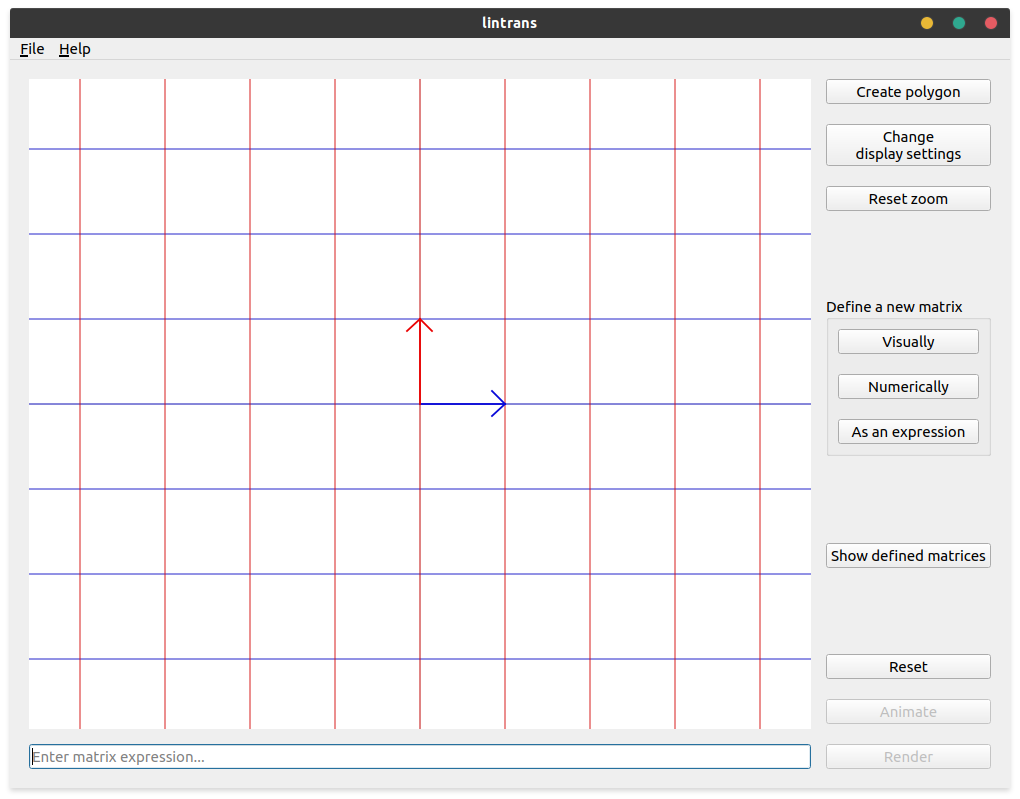 lintrans
File Help
Create polygon
Change
display settings
Reset zoom
Define a new matrix
Visually
Numerically
As an expression
Show defined matrices
Reset
Animate
Enter matrix expression...
Render